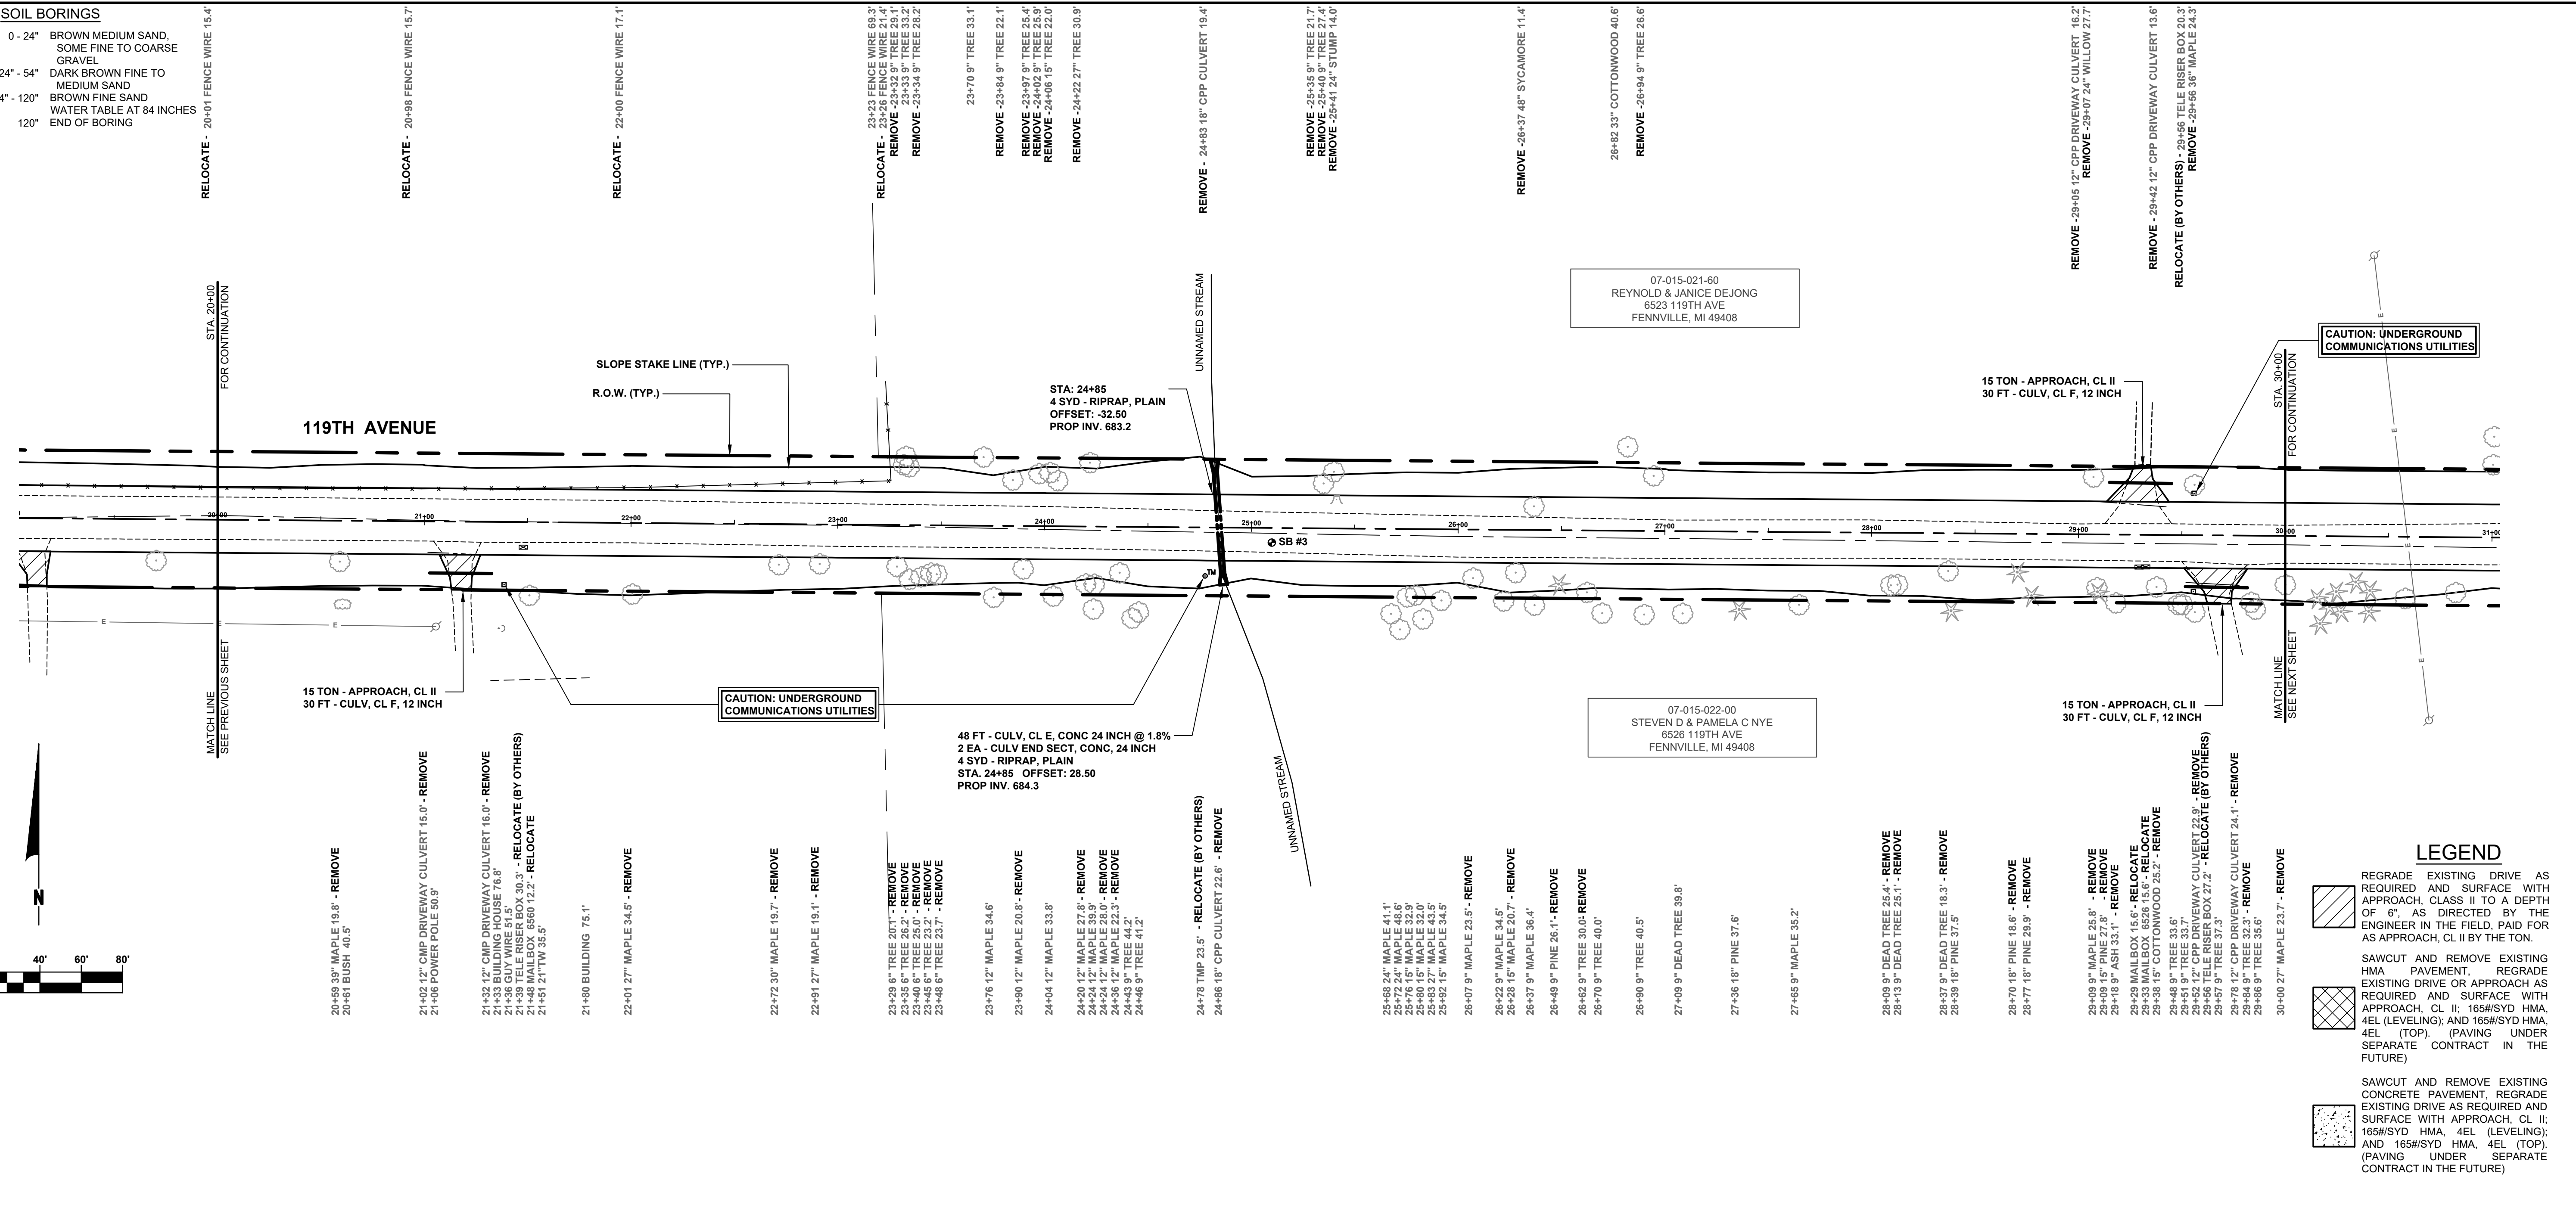 SOIL BORINGS
0 - 24" BROWN MEDIUM SAND,
SOME FINE TO COARSE
GRAVEL
24" - 54" DARK BROWN FINE TO
MEDIUM SAND
4" - 120" BROWN FINE SAND
WATER TABLE AT 84 INCHES
120" END OF BORING
RELOCATE - 20+01 FENCE WIRE 15.4'
RELOCATE - 20+98 FENCE WIRE 15.7'
RELOCATE - 22+00 FENCE WIRE 17.1'
23+23 FENCE WIRE 69.3'
RELOCATE - 23+26 FENCE WIRE 21.4'
REMOVE -23+32 9" TREE 29.1'
23+33 9" TREE 33.2'
REMOVE -23+34 9" TREE 28.2'
23+70 9" TREE 33.1'
REMOVE -23+84 9" TREE 22.1'
REMOVE -23+97 9" TREE 25.4'
REMOVE -24+02 9" TREE 25.9'
REMOVE -24+06 15" TREE 22.0'
REMOVE -24+22 27" TREE 30.9'
REMOVE - 24+83 18" CPP CULVERT 19.4'
REMOVE -25+35 9" TREE 21.7'
REMOVE -25+40 9" TREE 27.4'
REMOVE -25+41 24" STUMP 14.0'
REMOVE -26+37 48" SYCAMORE 11.4'
26+82 33" COTTONWOOD 40.6'
REMOVE -26+94 9" TREE 26.6'
REMOVE -29+05 12" CPP DRIVEWAY CULVERT 16.2'
REMOVE -29+07 24" WILLOW 27.7'
REMOVE - 29+42 12" CPP DRIVEWAY CULVERT 13.6'
RELOCATE (BY OTHERS) - 29+56 TELE RISER BOX 20.3'
REMOVE -29+56 36" MAPLE 24.3'
STA. 20+00
FOR CONTINUATION
MATCH LINE
SEE PREVIOUS SHEET
119TH AVENUE
SLOPE STAKE LINE (TYP.)
R.O.W. (TYP.)
UNNAMED STREAM
STA: 24+85
4 SYD - RIPRAP, PLAIN
OFFSET: -32.50
PROP INV. 683.2
07-015-021-60
REYNOLD & JANICE DEJONG
6523 119TH AVE
FENNVILLE, MI 49408
15 TON - APPROACH, CL II
30 FT - CULV, CL F, 12 INCH
CAUTION: UNDERGROUND
COMMUNICATIONS UTILITIES
STA. 30+00
FOR CONTINUATION
MATCH LINE
SEE NEXT SHEET
20+00
21+00
22+00
23+00
24+00
25+00
26+00
27+00
28+00
29+00
30+00
31+00
SB #3
TM
E
E
E
E
E
E
E
15 TON - APPROACH, CL II
30 FT - CULV, CL F, 12 INCH
CAUTION: UNDERGROUND
COMMUNICATIONS UTILITIES
48 FT - CULV, CL E, CONC 24 INCH @ 1.8%
2 EA - CULV END SECT, CONC, 24 INCH
4 SYD - RIPRAP, PLAIN
STA. 24+85 OFFSET: 28.50
PROP INV. 684.3
UNNAMED STREAM
07-015-022-00
STEVEN D & PAMELA C NYE
6526 119TH AVE
FENNVILLE, MI 49408
15 TON - APPROACH, CL II
30 FT - CULV, CL F, 12 INCH
N
40' 80'
20+59 39" MAPLE 19.8' - REMOVE
20+61 BUSH 40.5'
21+02 12" CMP DRIVEWAY CULVERT 15.0' - REMOVE
21+06 POWER POLE 50.9'
21+32 12" CMP DRIVEWAY CULVERT 16.0' - REMOVE
21+33 BUILDING HOUSE 76.8'
21+36 GUY WIRE 51.5'
21+39 TELE RISER BOX 30.3' - RELOCATE (BY OTHERS)
21+48 MAILBOX 6560 12.2' - RELOCATE
21+51 21"TW 35.5'
21+80 BUILDING 75.1'
22+01 27" MAPLE 34.5' - REMOVE
22+72 30" MAPLE 19.7' - REMOVE
22+91 27" MAPLE 19.1' - REMOVE
23+29 6" TREE 20.1' - REMOVE
23+35 6" TREE 26.2' - REMOVE
23+40 6" TREE 25.0' - REMOVE
23+45 6" TREE 23.2' - REMOVE
23+48 6" TREE 23.7' - REMOVE
23+76 12" MAPLE 34.6'
23+90 12" MAPLE 20.8'- REMOVE
24+04 12" MAPLE 33.8'
24+20 12" MAPLE 27.8'- REMOVE
24+24 12" MAPLE 39.9'
24+24 12" MAPLE 28.0' - REMOVE
24+36 12" MAPLE 22.3'- REMOVE
24+43 9" TREE 44.2'
24+46 9" TREE 41.2'
24+78 TMP 23.5' - RELOCATE (BY OTHERS)
24+86 18" CPP CULVERT 22.6' - REMOVE
25+68 24" MAPLE 41.1'
25+72 24" MAPLE 48.6'
25+76 15" MAPLE 32.9'
25+80 15" MAPLE 32.0'
25+83 27" MAPLE 43.5'
25+92 15" MAPLE 34.5'
26+07 9" MAPLE 23.5'- REMOVE
26+22 9" MAPLE 34.5'
26+28 15" MAPLE 20.7' - REMOVE
26+37 9" MAPLE 36.4'
26+49 9" PINE 26.1'- REMOVE
26+62 9" TREE 30.0'- REMOVE
26+70 9" TREE 40.0'
26+90 9" TREE 40.5'
27+09 9" DEAD TREE 39.8'
27+36 18" PINE 37.6'
27+65 9" MAPLE 35.2'
28+09 9" DEAD TREE 25.4' - REMOVE
28+13 9" DEAD TREE 25.1' - REMOVE
28+37 9" DEAD TREE 18.3' - REMOVE
28+39 18" PINE 37.5'
28+70 18" PINE 18.6' - REMOVE
28+77 18" PINE 29.9' - REMOVE
29+09 9" MAPLE 25.8' - REMOVE
29+09 15" PINE 27.8' - REMOVE
29+18 9" ASH 33.1' - REMOVE
29+29 MAILBOX 15.6'- RELOCATE
29+33 MAILBOX 6526 15.6'- RELOCATE
29+38 15" COTTONWOOD 25.2' - REMOVE
29+48 9" TREE 33.6'
29+51 9" TREE 33.7'
29+52 12" CPP DRIVEWAY CULVERT 22.9' - REMOVE
29+56 TELE RISER BOX 27.2' - RELOCATE (BY OTHERS)
29+57 9" TREE 37.3'
29+78 12" CPP DRIVEWAY CULVERT 24.1' - REMOVE
29+84 9" TREE 32.3' - REMOVE
29+86 9" TREE 35.6'
30+00 27" MAPLE 23.7'- REMOVE
LEGEND
REGRADE EXISTING DRIVE AS
REQUIRED AND SURFACE WITH
APPROACH, CLASS II TO A DEPTH
OF 6", AS DIRECTED BY THE
ENGINEER IN THE FIELD, PAID FOR
AS APPROACH, CL II BY THE TON.
SAWCUT AND REMOVE EXISTING
HMA PAVEMENT, REGRADE
EXISTING DRIVE OR APPROACH AS
REQUIRED AND SURFACE WITH
APPROACH, CL II; 165#/SYD HMA,
4EL (LEVELING); AND 165#/SYD HMA,
4EL (TOP). (PAVING UNDER
SEPARATE CONTRACT IN THE
FUTURE)
SAWCUT AND REMOVE EXISTING
CONCRETE PAVEMENT, REGRADE
EXISTING DRIVE AS REQUIRED AND
SURFACE WITH APPROACH, CL II;
165#/SYD HMA, 4EL (LEVELING);
AND 165#/SYD HMA, 4EL (TOP).
(PAVING UNDER SEPARATE
CONTRACT IN THE FUTURE)